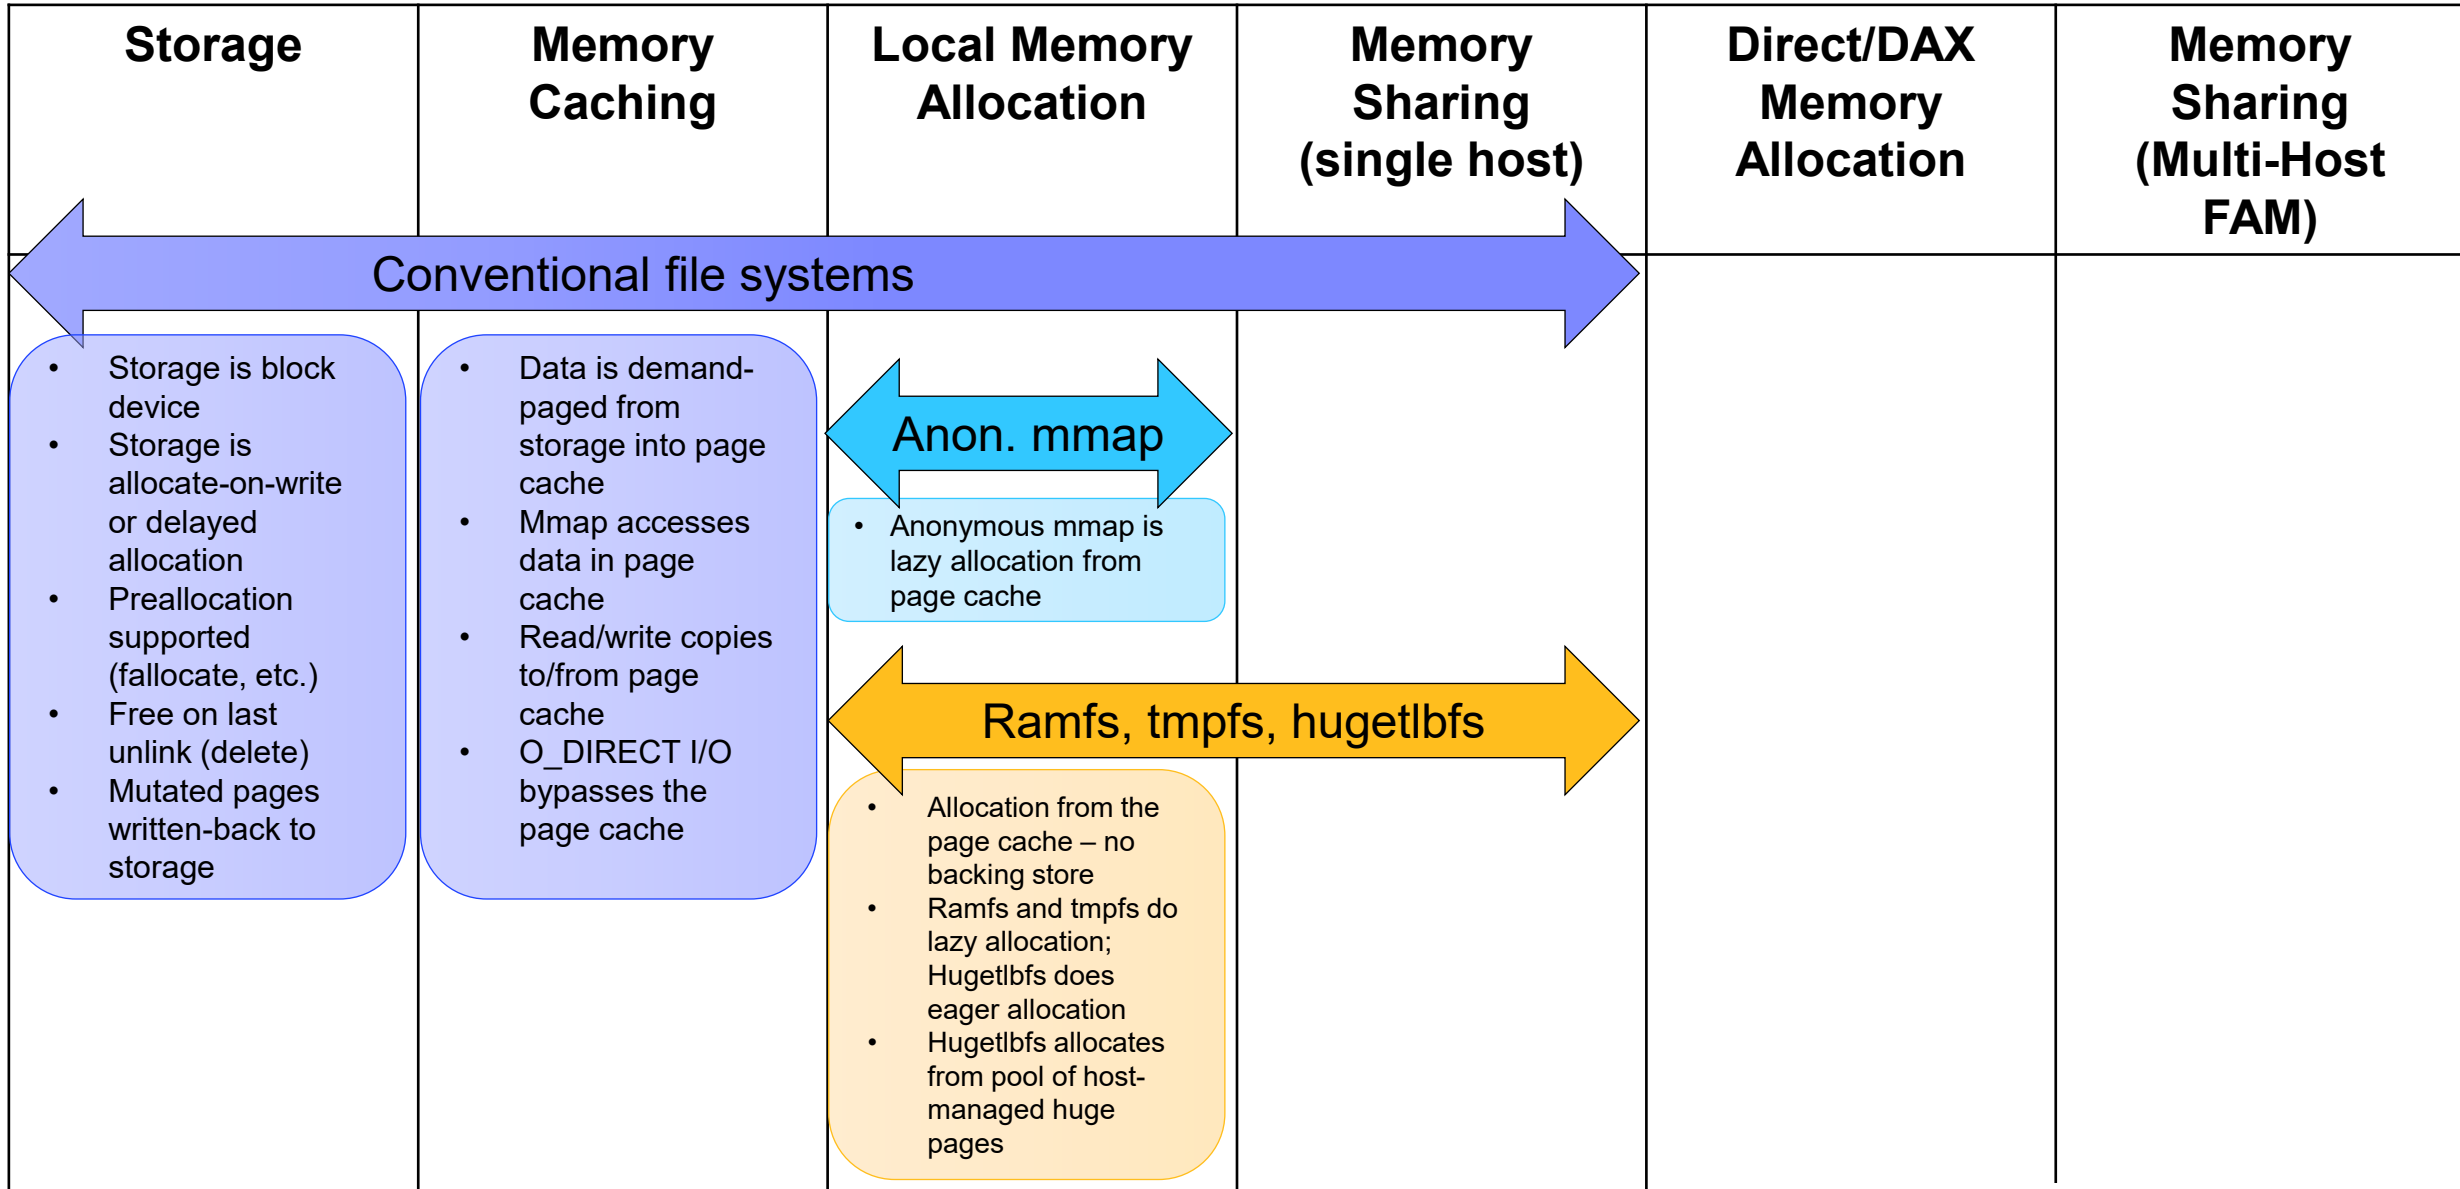 Storage
Memory
Caching
Local Memory
Allocation
Memory
Sharing
(single host)
Direct/DAX
Memory
Allocation
Memory
Sharing
(Multi-Host
FAM)
Conventional file systems
• Storage is block
device
• Storage is
allocate-on-write
or delayed
allocation
• Preallocation
supported
(fallocate, etc.)
• Free on last
unlink (delete)
• Mutated pages
written-back to
storage
• Data is demand-
paged from
storage into page
cache
• Mmap accesses
data in page
cache
• Read/write copies
to/from page
cache
• O_DIRECT I/O
bypasses the
page cache
Anon. mmap
• Anonymous mmap is
lazy allocation from
page cache
Ramfs, tmpfs, hugetlbfs
• Allocation from the
page cache – no
backing store
• Ramfs and tmpfs do
lazy allocation;
Hugetlbfs does
eager allocation
• Hugetlbfs allocates
from pool of host-
managed huge
pages